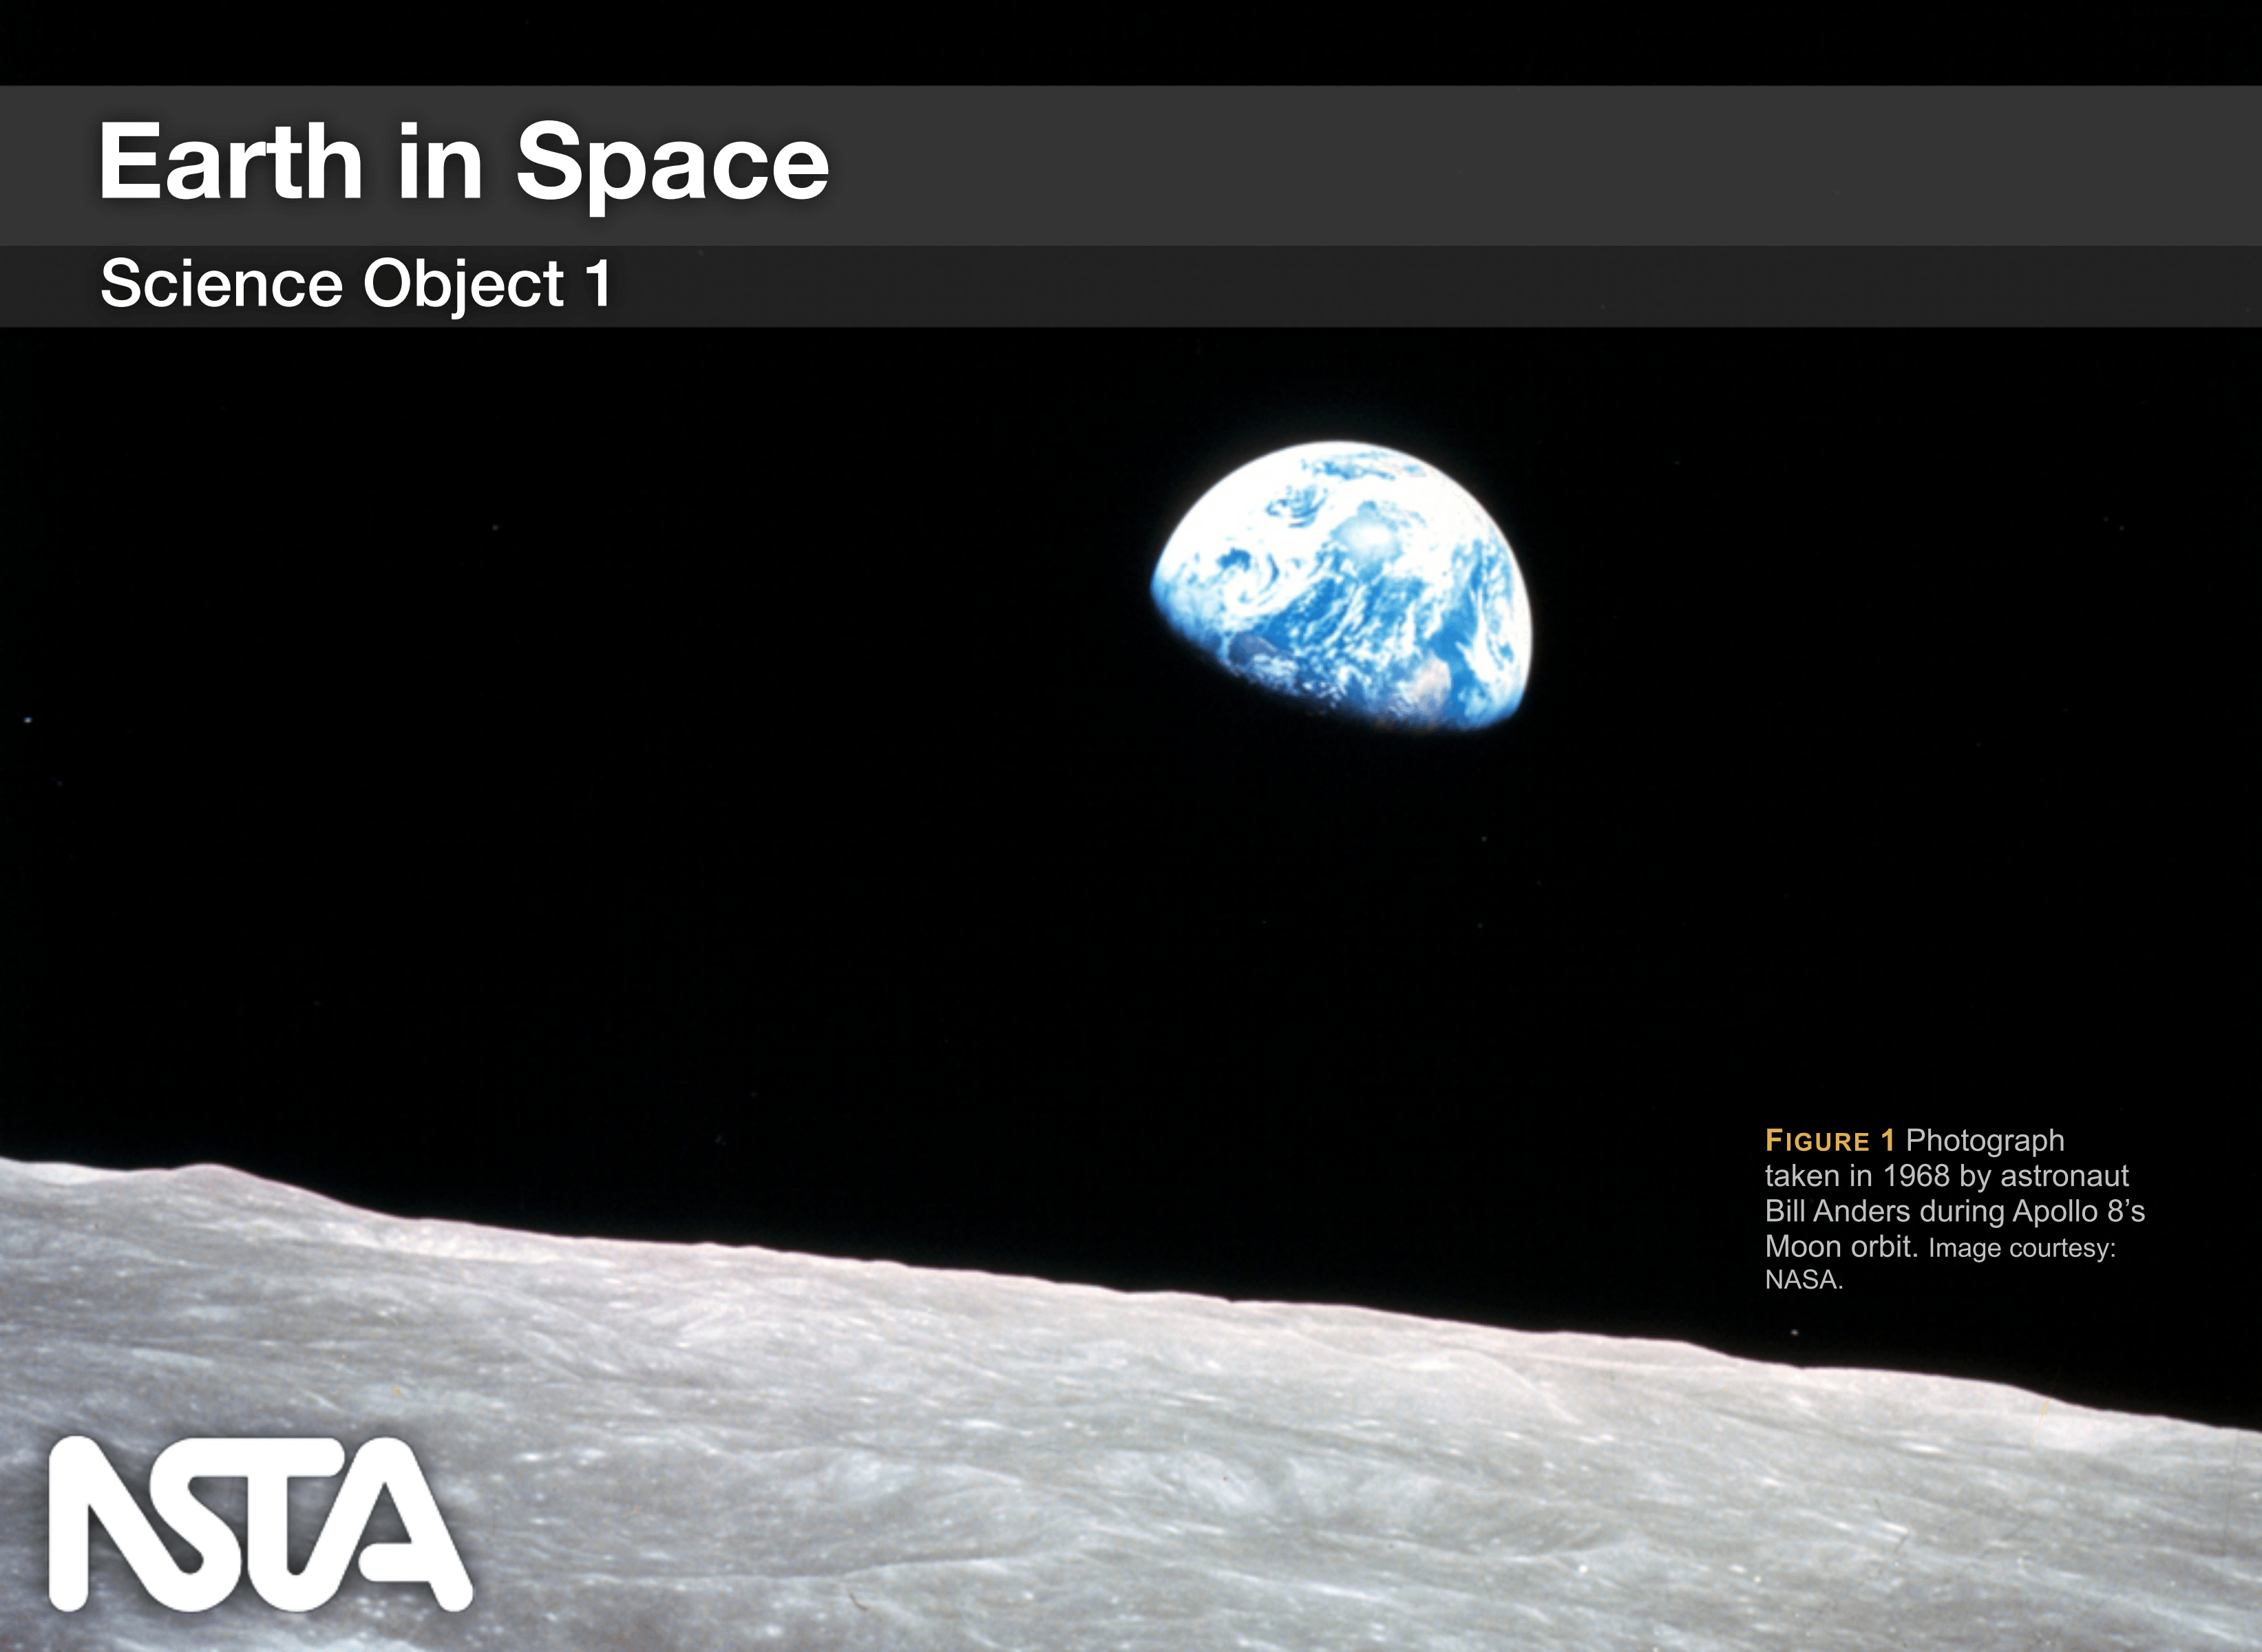 Earth in Space
Science Object 1
FIGURE 1 Photograph
taken in 1968 by astronaut
Bill Anders during Apollo 8’s
Moon orbit. Image courtesy:
NASA.
NSTA